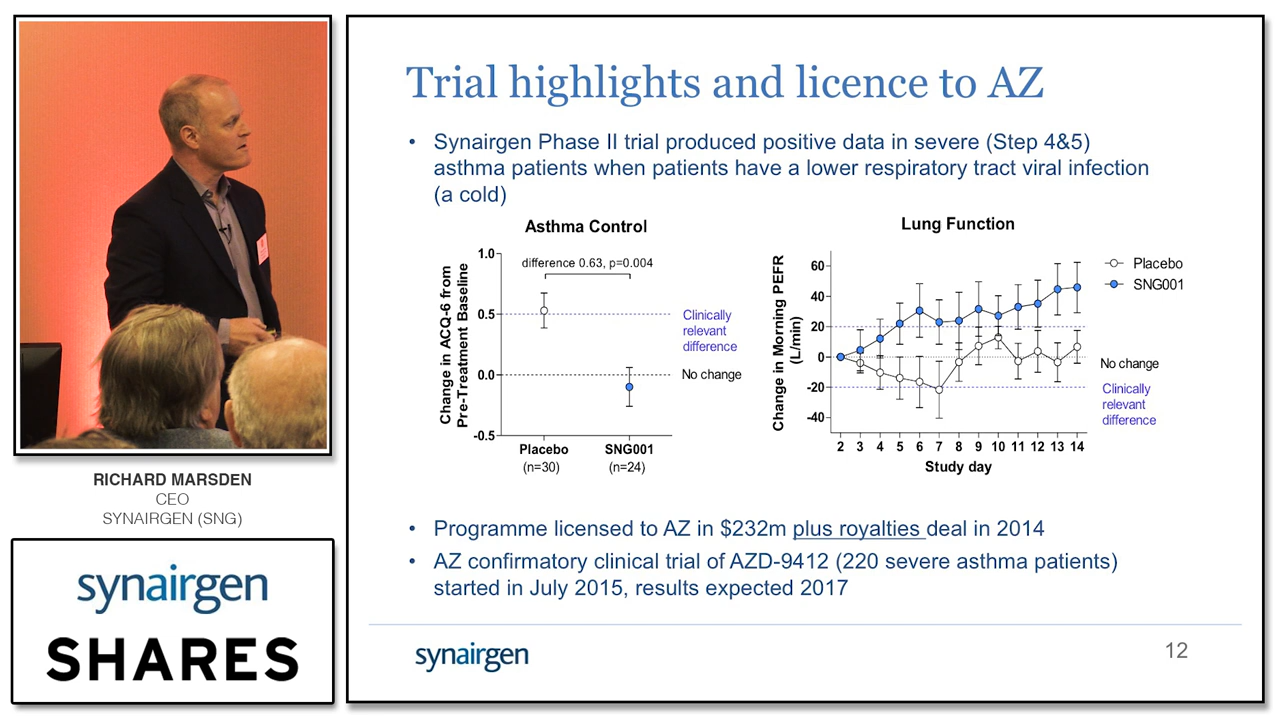 RICHARD MARSDEN
CEO
SYNAIRGEN (SNG)
synairgen
SHARES
Trial highlights and licence to AZ
• Synairgen Phase II trial produced positive data in severe (Step 4&5)
asthma patients when patients have a lower respiratory tract viral infection
(a cold)
Asthma Control
Change in ACQ-6 from
Pre-Treatment Baseline
1.0
0.5
0.0
-0.5
difference 0.63, p=0.004
Clinically
relevant
difference
No change
Placebo
(n=30)
SNG001
(n=24)
Lung Function
Change in Morning PEFR
(L/min)
60
40
20
0
-20
-40
Placebo
SNG001
No change
Clinically
relevant
difference
2 3 4 5 6 7 8 9 10 11 12 13 14
Study day
• Programme licensed to AZ in $232m plus royalties deal in 2014
• AZ confirmatory clinical trial of AZD-9412 (220 severe asthma patients)
started in July 2015, results expected 2017
synairgen
12